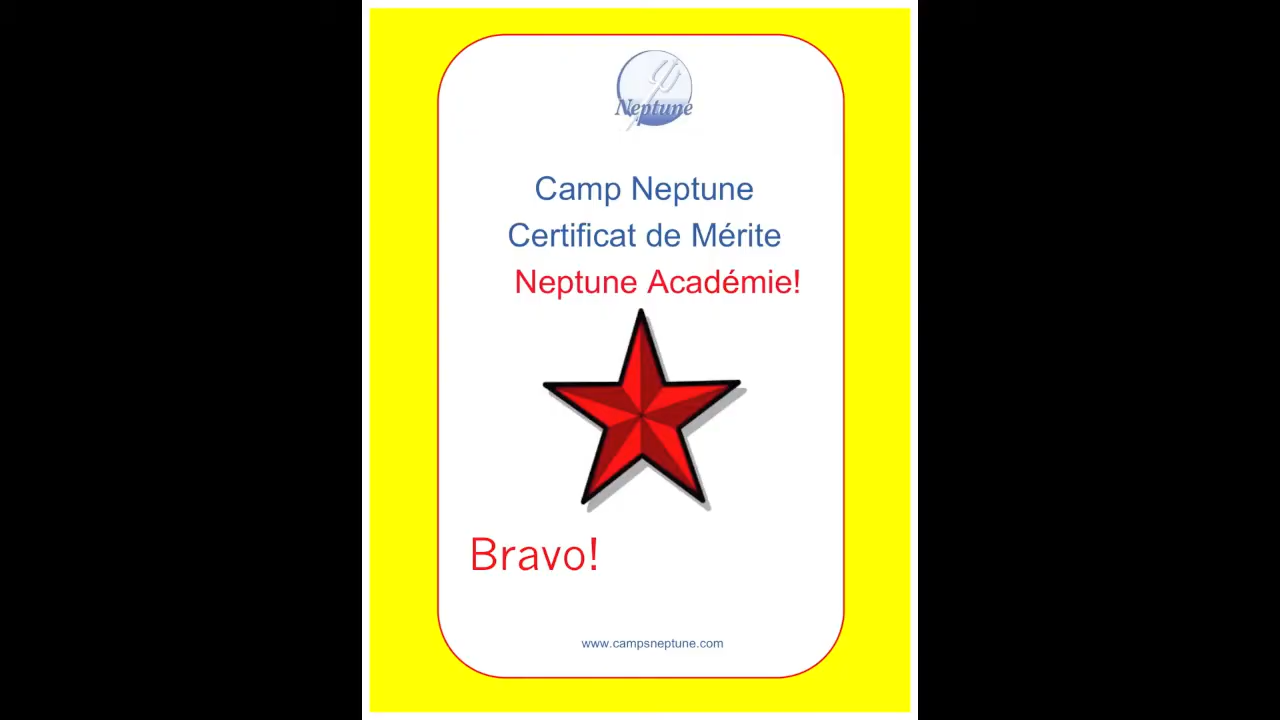 Neptune
Camp Neptune
Certificat de Mérite
Neptune Académie!
Bravo!
www.campsneptune.com